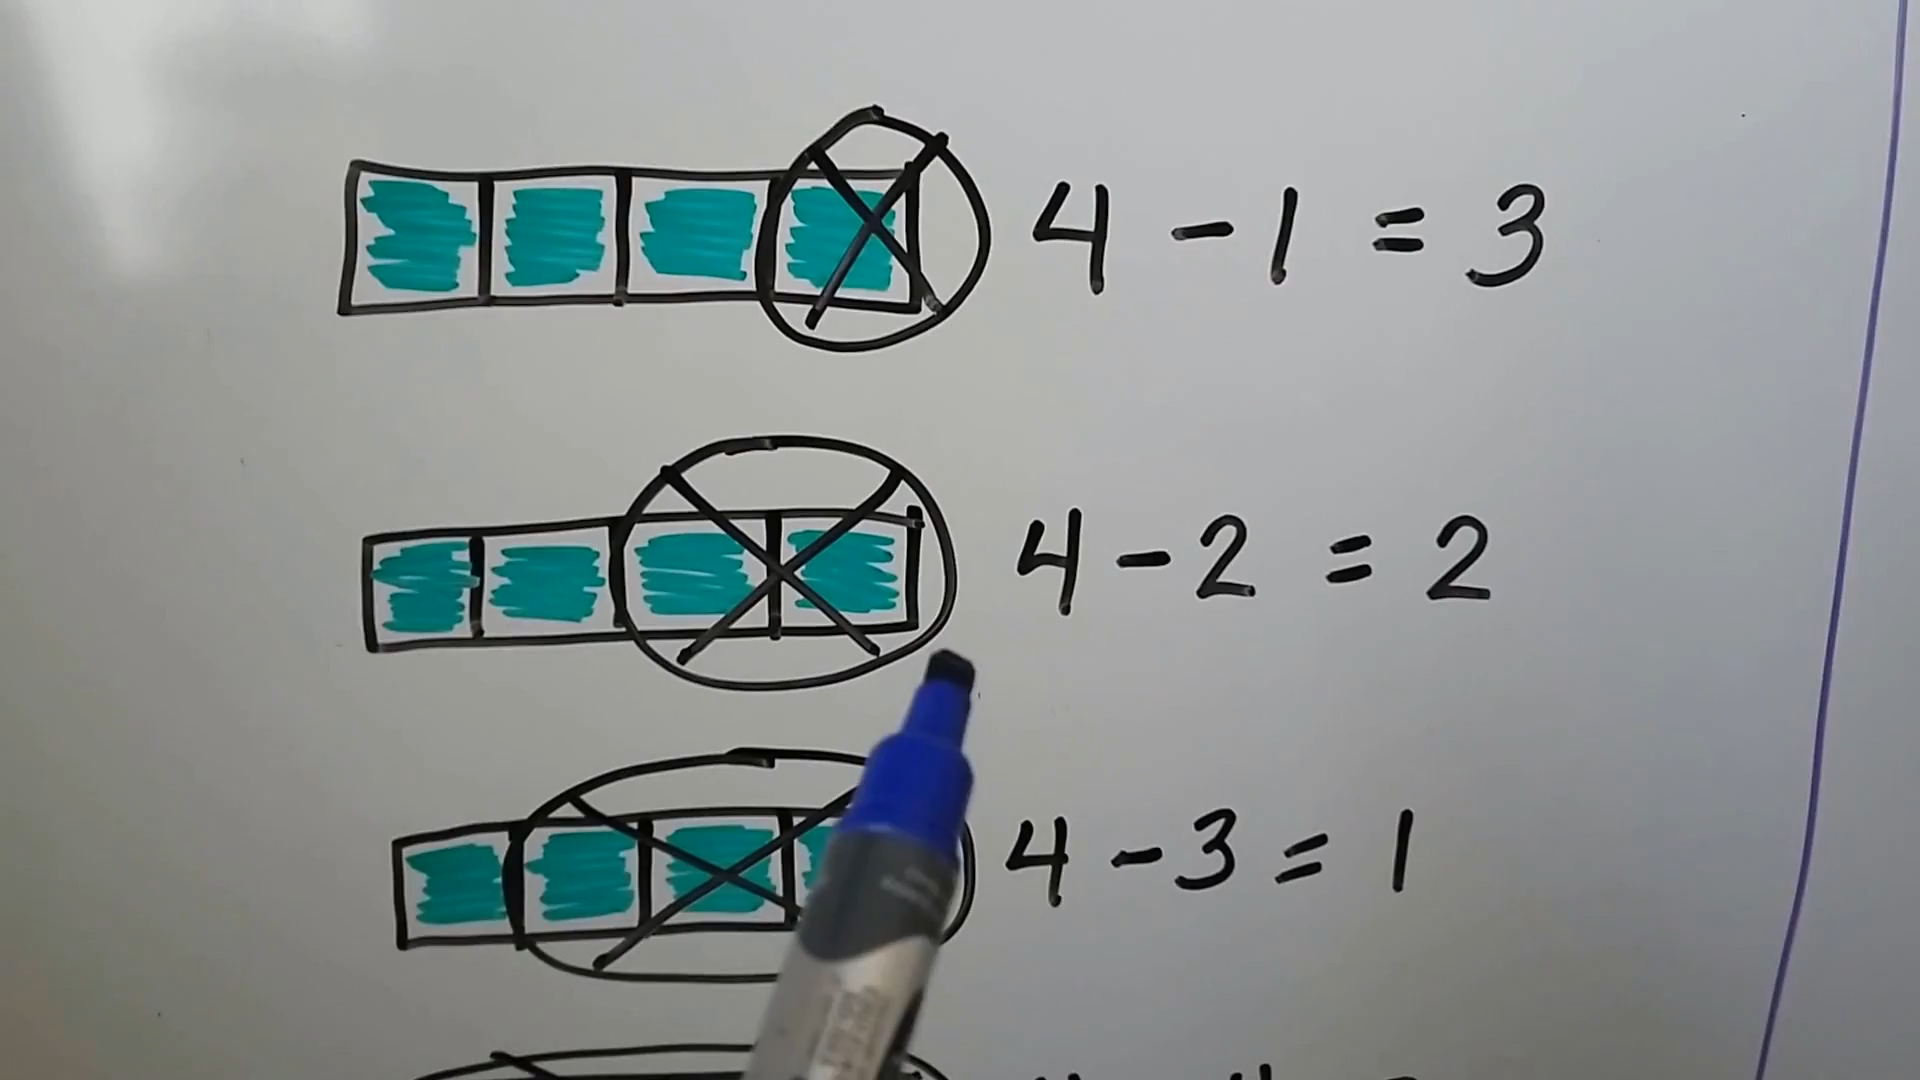 4 - 1 = 3
4 - 2 = 2
4 - 3 = 1